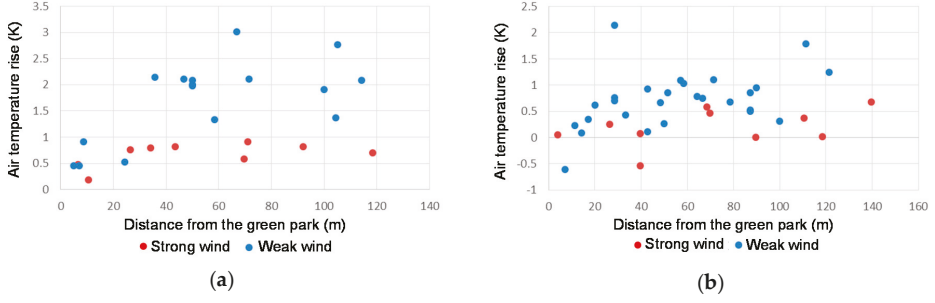 (a)
Air temperature rise (K)
3.5
3
2.5
2
1.5
1
0.5
0
0 20 40 60 80 100 120 140
Distance from the green park (m)
Strong wind Weak wind
(b)
Air temperature rise (K)
2.5
2
1.5
1
0.5
0
-0.5
-1
0 20 40 60 80 100 120 140 160
Distance from the green park (m)
Strong wind Weak wind